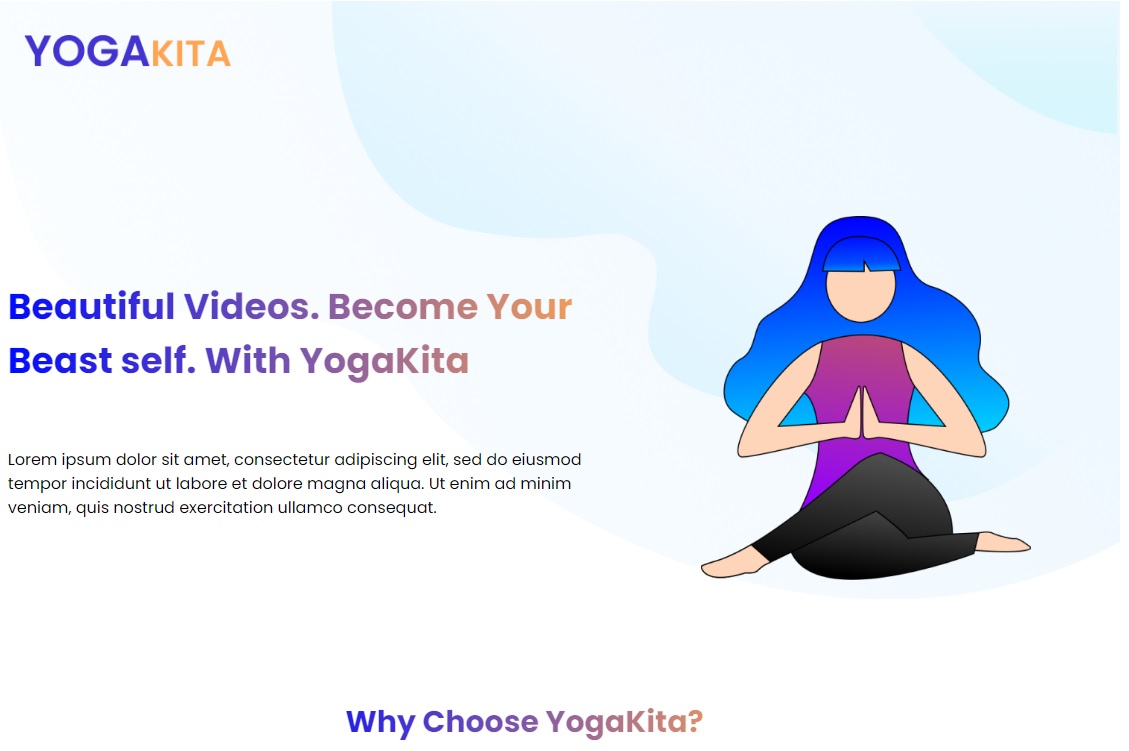 YOGAKITA
Beautiful Videos. Become Your
Beast self. With YogaKita
Lorem ipsum dolor sit amet, consectetur adipiscing elit, sed do eiusmod
tempor incididunt ut labore et dolore magna aliqua. Ut enim ad minim
veniam, quis nostrud exercitation ullamco consequat.
Why Choose YogaKita?